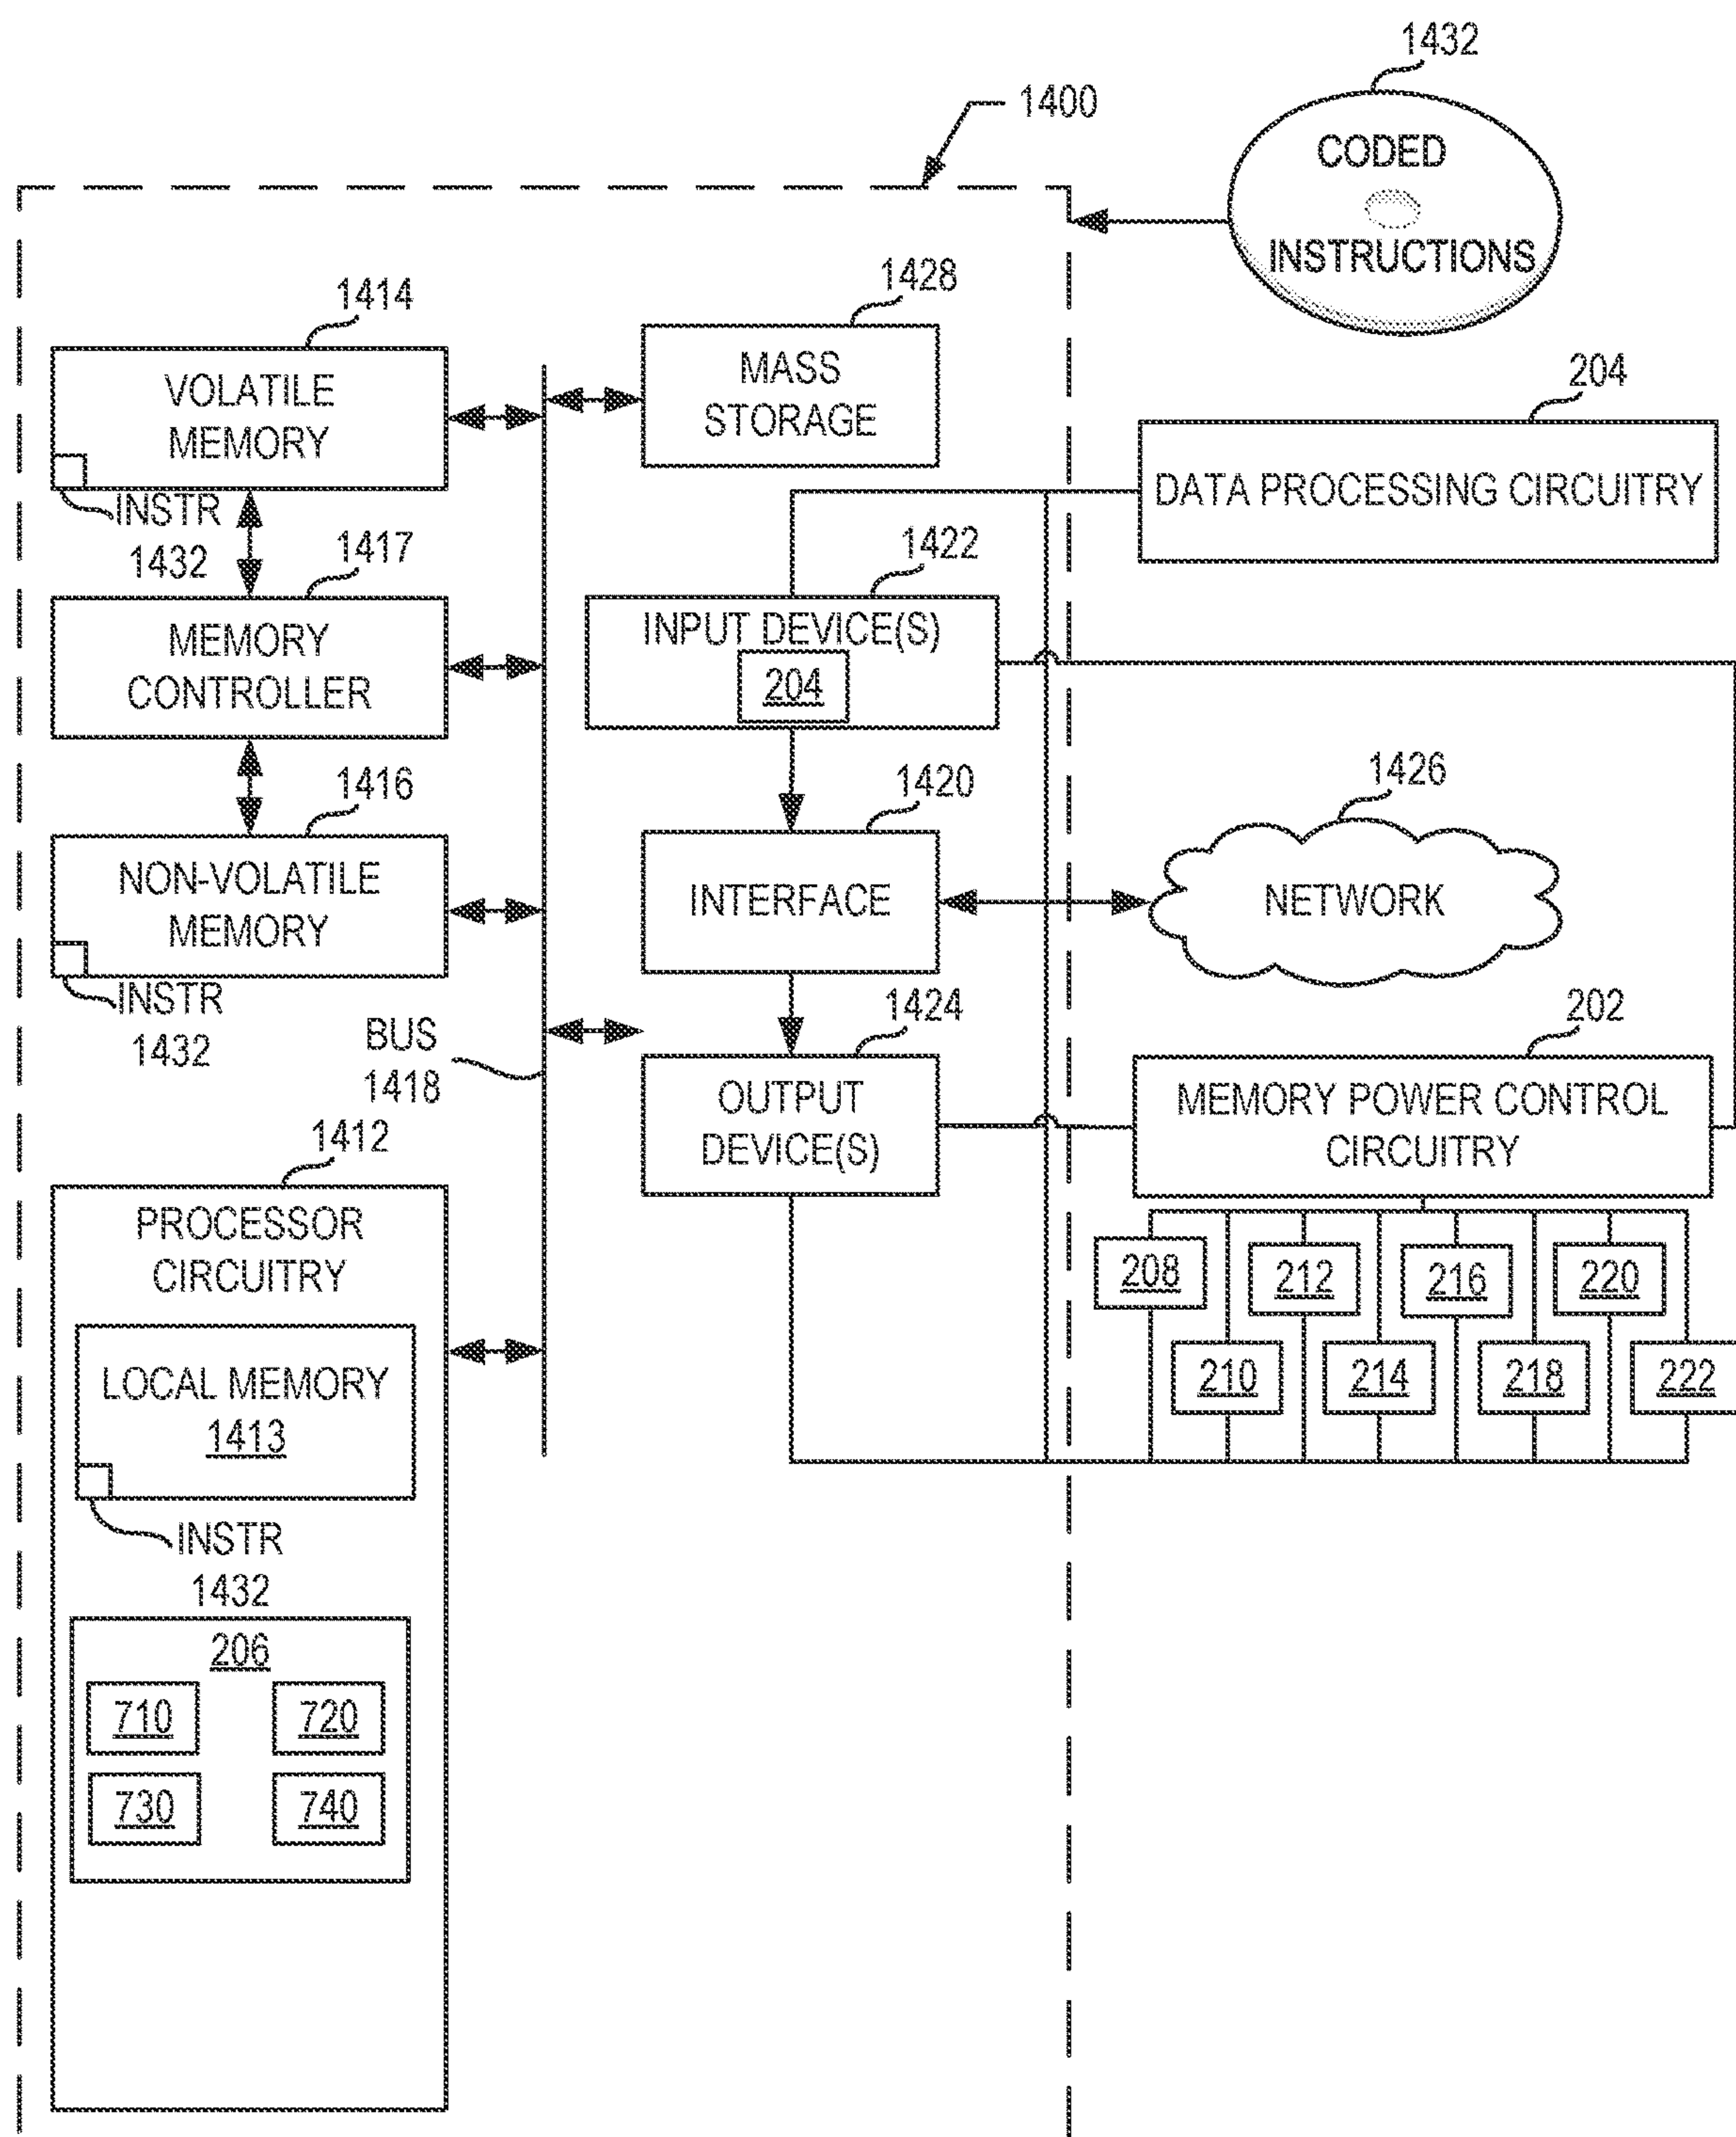 1432
1400
CODED
INSTRUCTIONS
1414
VOLATILE
MEMORY
INSTR
1432
1428
MASS
STORAGE
204
DATA PROCESSING CIRCUITRY
1417
MEMORY
CONTROLLER
1422
INPUT DEVICE(S)
204
1416
NON-VOLATILE
MEMORY
INSTR
1432
1420
INTERFACE
1426
NETWORK
BUS
1418
1424
OUTPUT
DEVICE(S)
202
MEMORY POWER CONTROL
CIRCUITRY
208
212
216
220
210
214
218
222
1412
PROCESSOR
CIRCUITRY
LOCAL MEMORY
1413
INSTR
1432
206
710
720
730
740